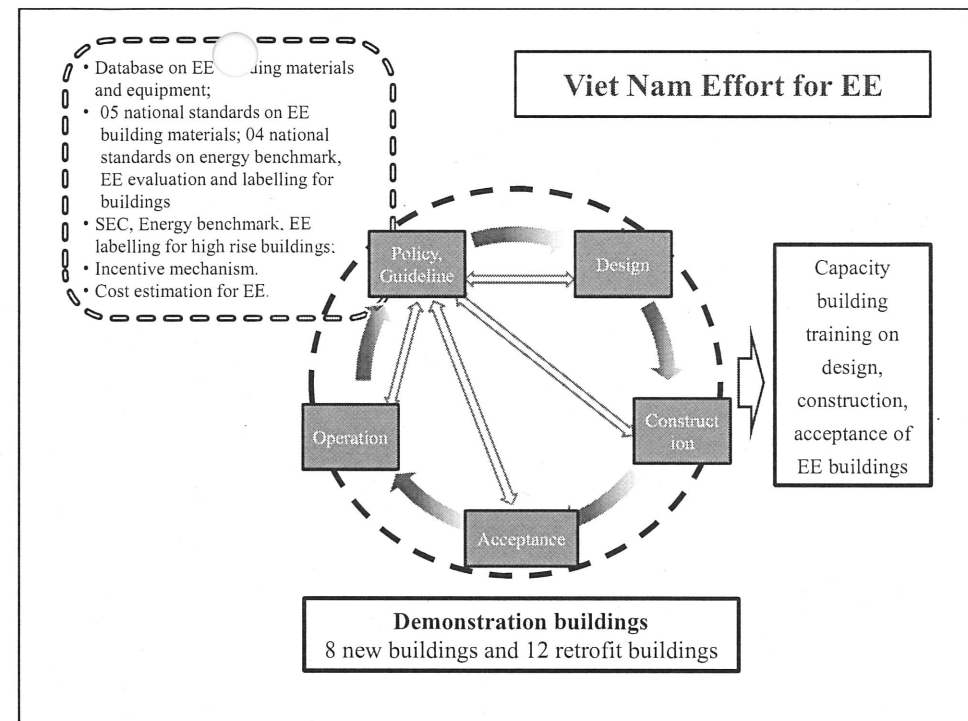 • Database on EE ding materials
and equipment;
• 05 national standards on EE
building materials; 04 national
standards on energy benchmark,
EE evaluation and labelling for
buildings
• SEC, Energy benchmark, EE
labelling for high rise buildings;
• Incentive mechanism.
• Cost estimation for EE.
Viet Nam Effort for EE
Policy,
Guideline
Design
Construct
ion
Acceptance
Operation
Capacity
building
training on
design,
construction,
acceptance of
EE buildings
Demonstration buildings
8 new buildings and 12 retrofit buildings